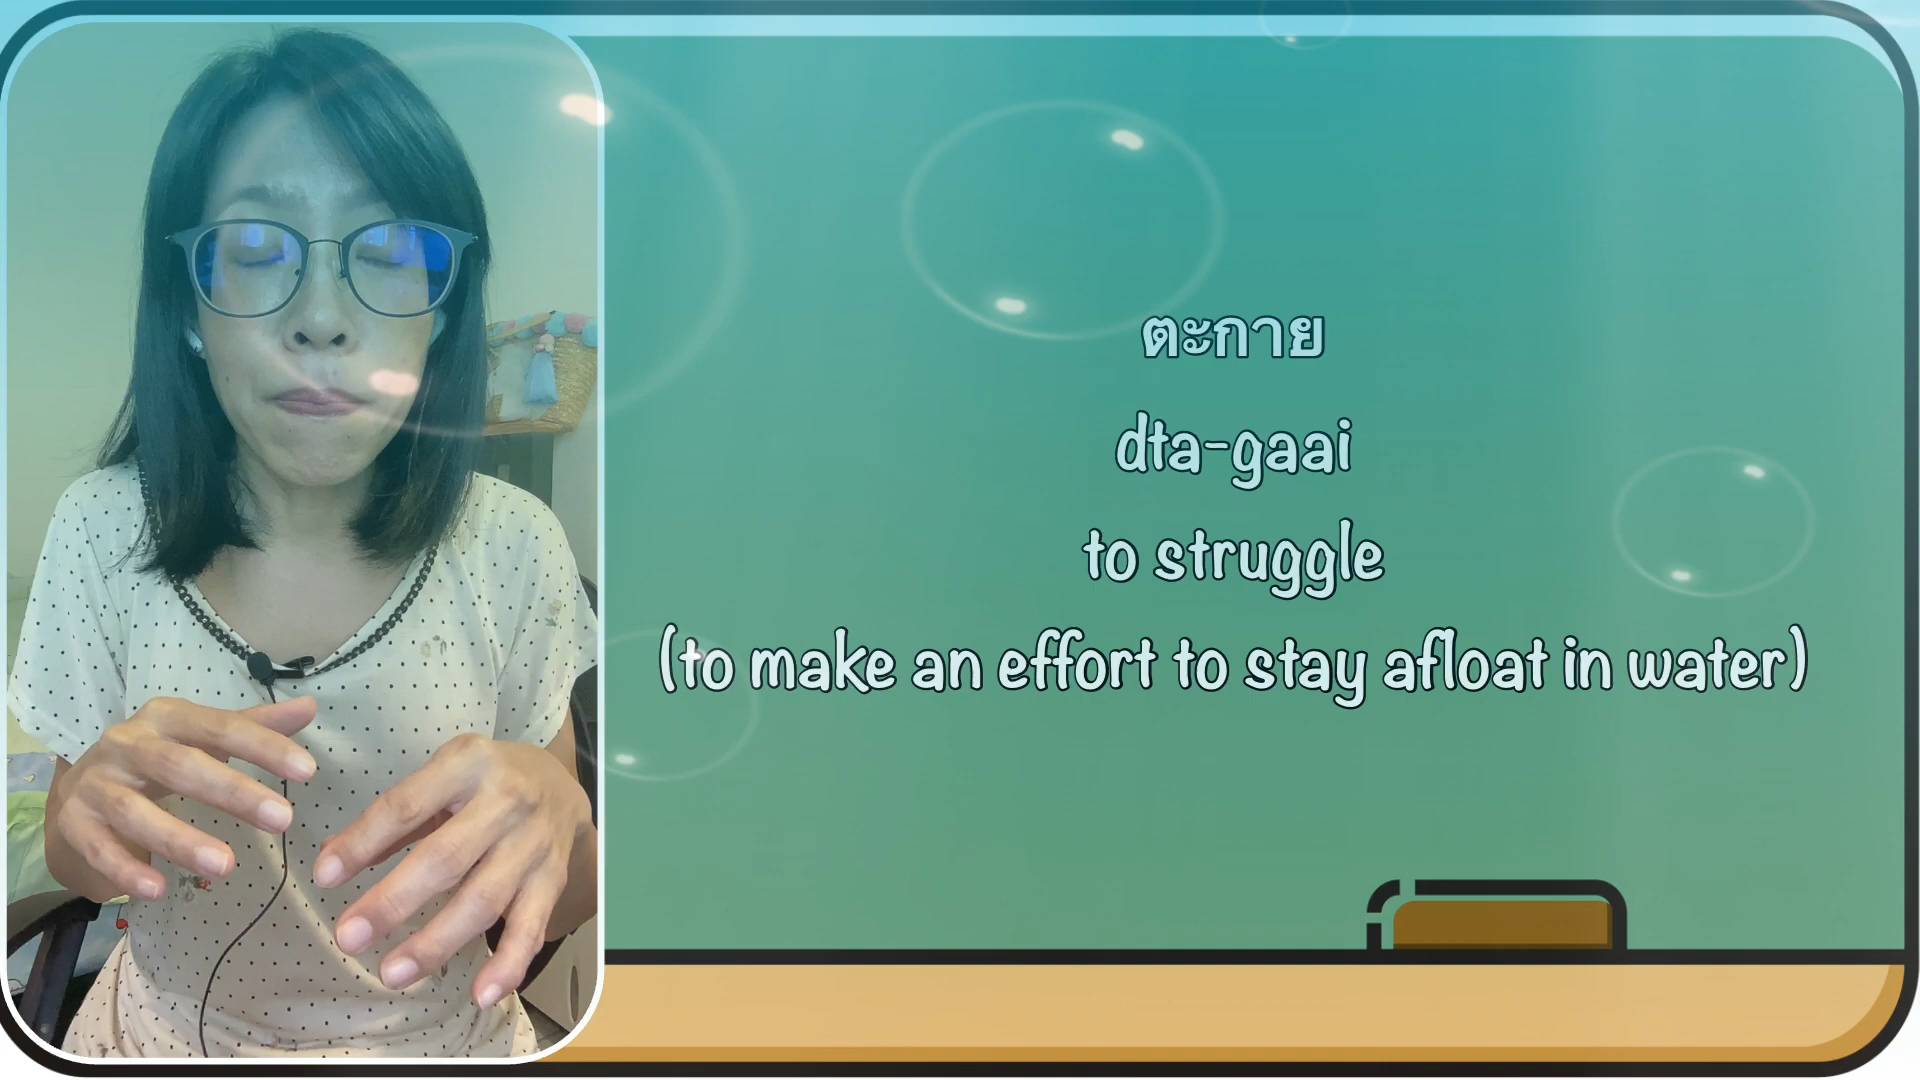 ตะกาย
dta-gaai
to struggle
(to make an effort to stay afloat in water)